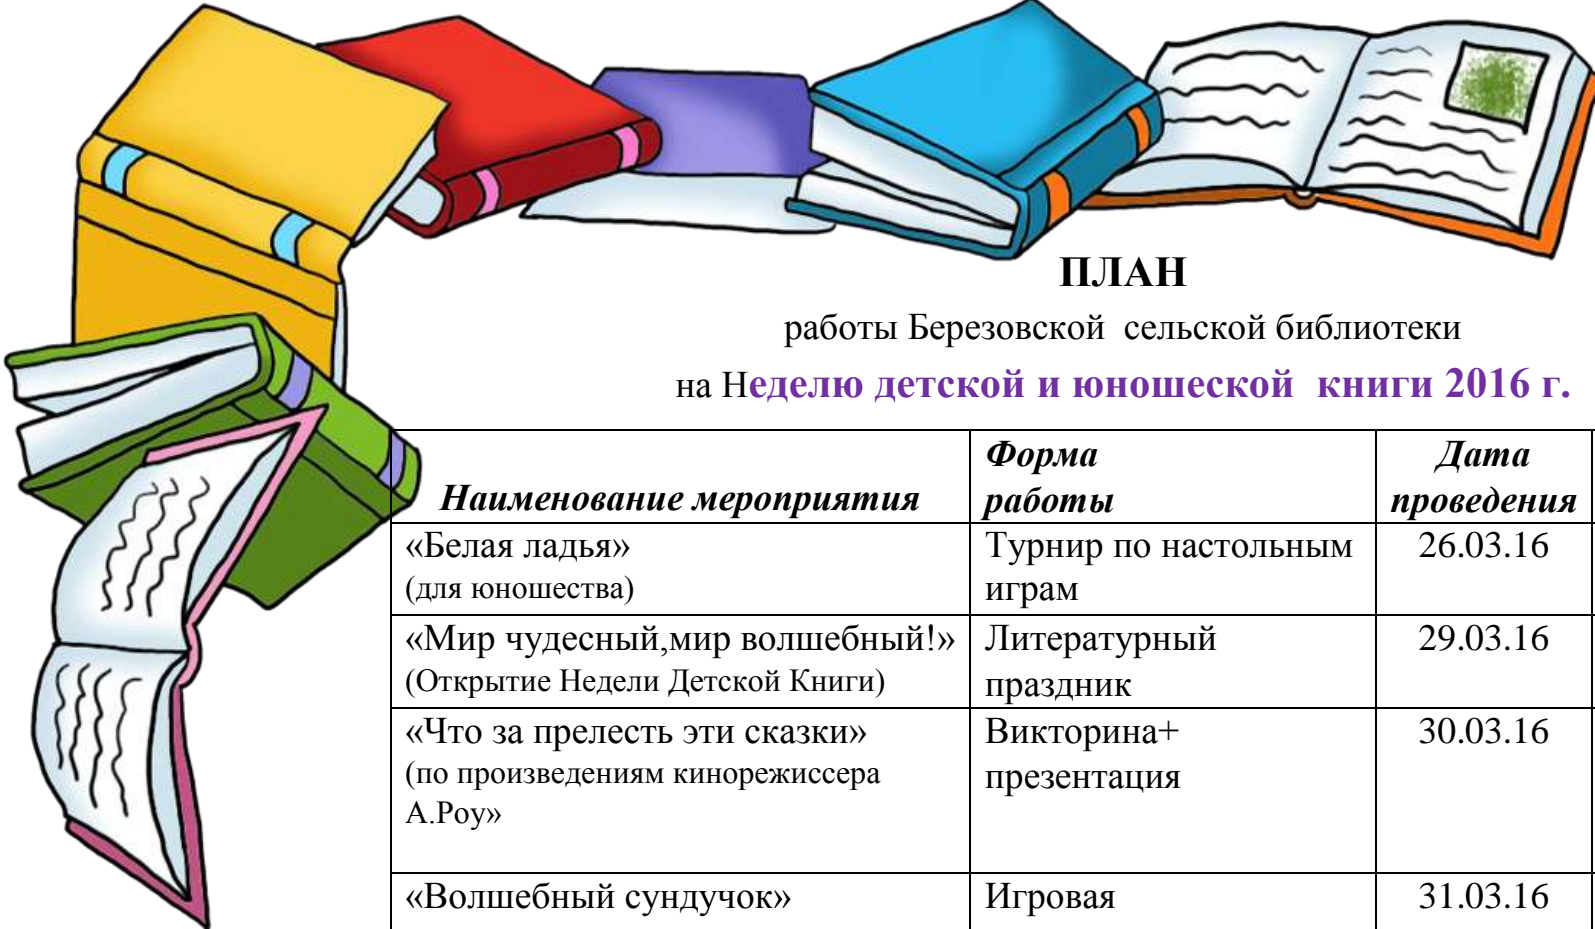 ПЛАН
работы Березовской  сельской библиотеки
на Неделю детской и юношеской  книги 2016 г.
Наименование мероприятия
Форма
работы
Дата
проведения
«Белая ладья»
(для юношества)
Турнир по настольным
играм
26.03.16
«Мир чудесный,мир волшебный!»
(Открытие Недели Детской Книги)
Литературный
праздник
29.03.16
«Что за прелесть эти сказки»
(по произведениям кинорежиссера
А.Роу»
Викторина+
презентация
30.03.16
«Волшебный сундучок»
Игровая
31.03.16